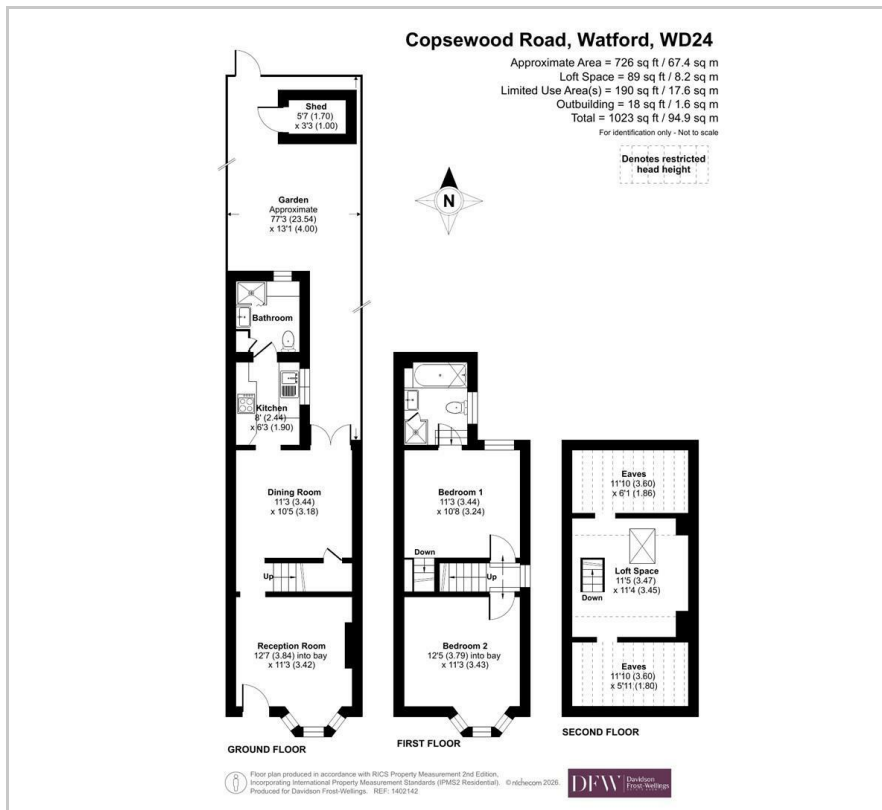 Copsewood Road, Watford, WD24
Approximate Area = 726 sq ft / 67.4 sq m
Loft Space = 89 sq ft / 8.2 sq m
Limited Use Area(s) = 190 sq ft / 17.6 sq m
Outbuilding = 18 sq ft / 1.6 sq m
Total = 1023 sq ft / 94.9 sq m
For identification only - Not to scale
Denotes restricted
head height
Shed
5'7 (1.70)
x 3'3 (1.00)
Garden
Approximate
77'3 (23.54)
x 13'1 (4.00)
N
Bathroom
Kitchen
8' (2.44)
x 6'3 (1.90)
Dining Room
11'3 (3.44)
x 10'5 (3.18)
Up
Reception Room
12'7 (3.84) into bay
x 11'3 (3.42)
GROUND FLOOR
Bedroom 1
11'3 (3.44)
x 10'8 (3.24)
Down
Up
Bedroom 2
12'5 (3.79) into bay
x 11'3 (3.43)
FIRST FLOOR
Eaves
11'10 (3.60)
x 6'1 (1.86)
Loft Space
11'5 (3.47)
x 11'4 (3.45)
Down
Eaves
11'10 (3.60)
x 5'11 (1.80)
SECOND FLOOR
Floor plan produced in accordance with RICS Property Measurement 2nd Edition,
Incorporating International Property Measurement Standards (IPMS2 Residential). © nichecom 2026.
Produced for Davidson Frost-Wellings. REF: 1402142
DFW
Davidson
Frost-Wellings